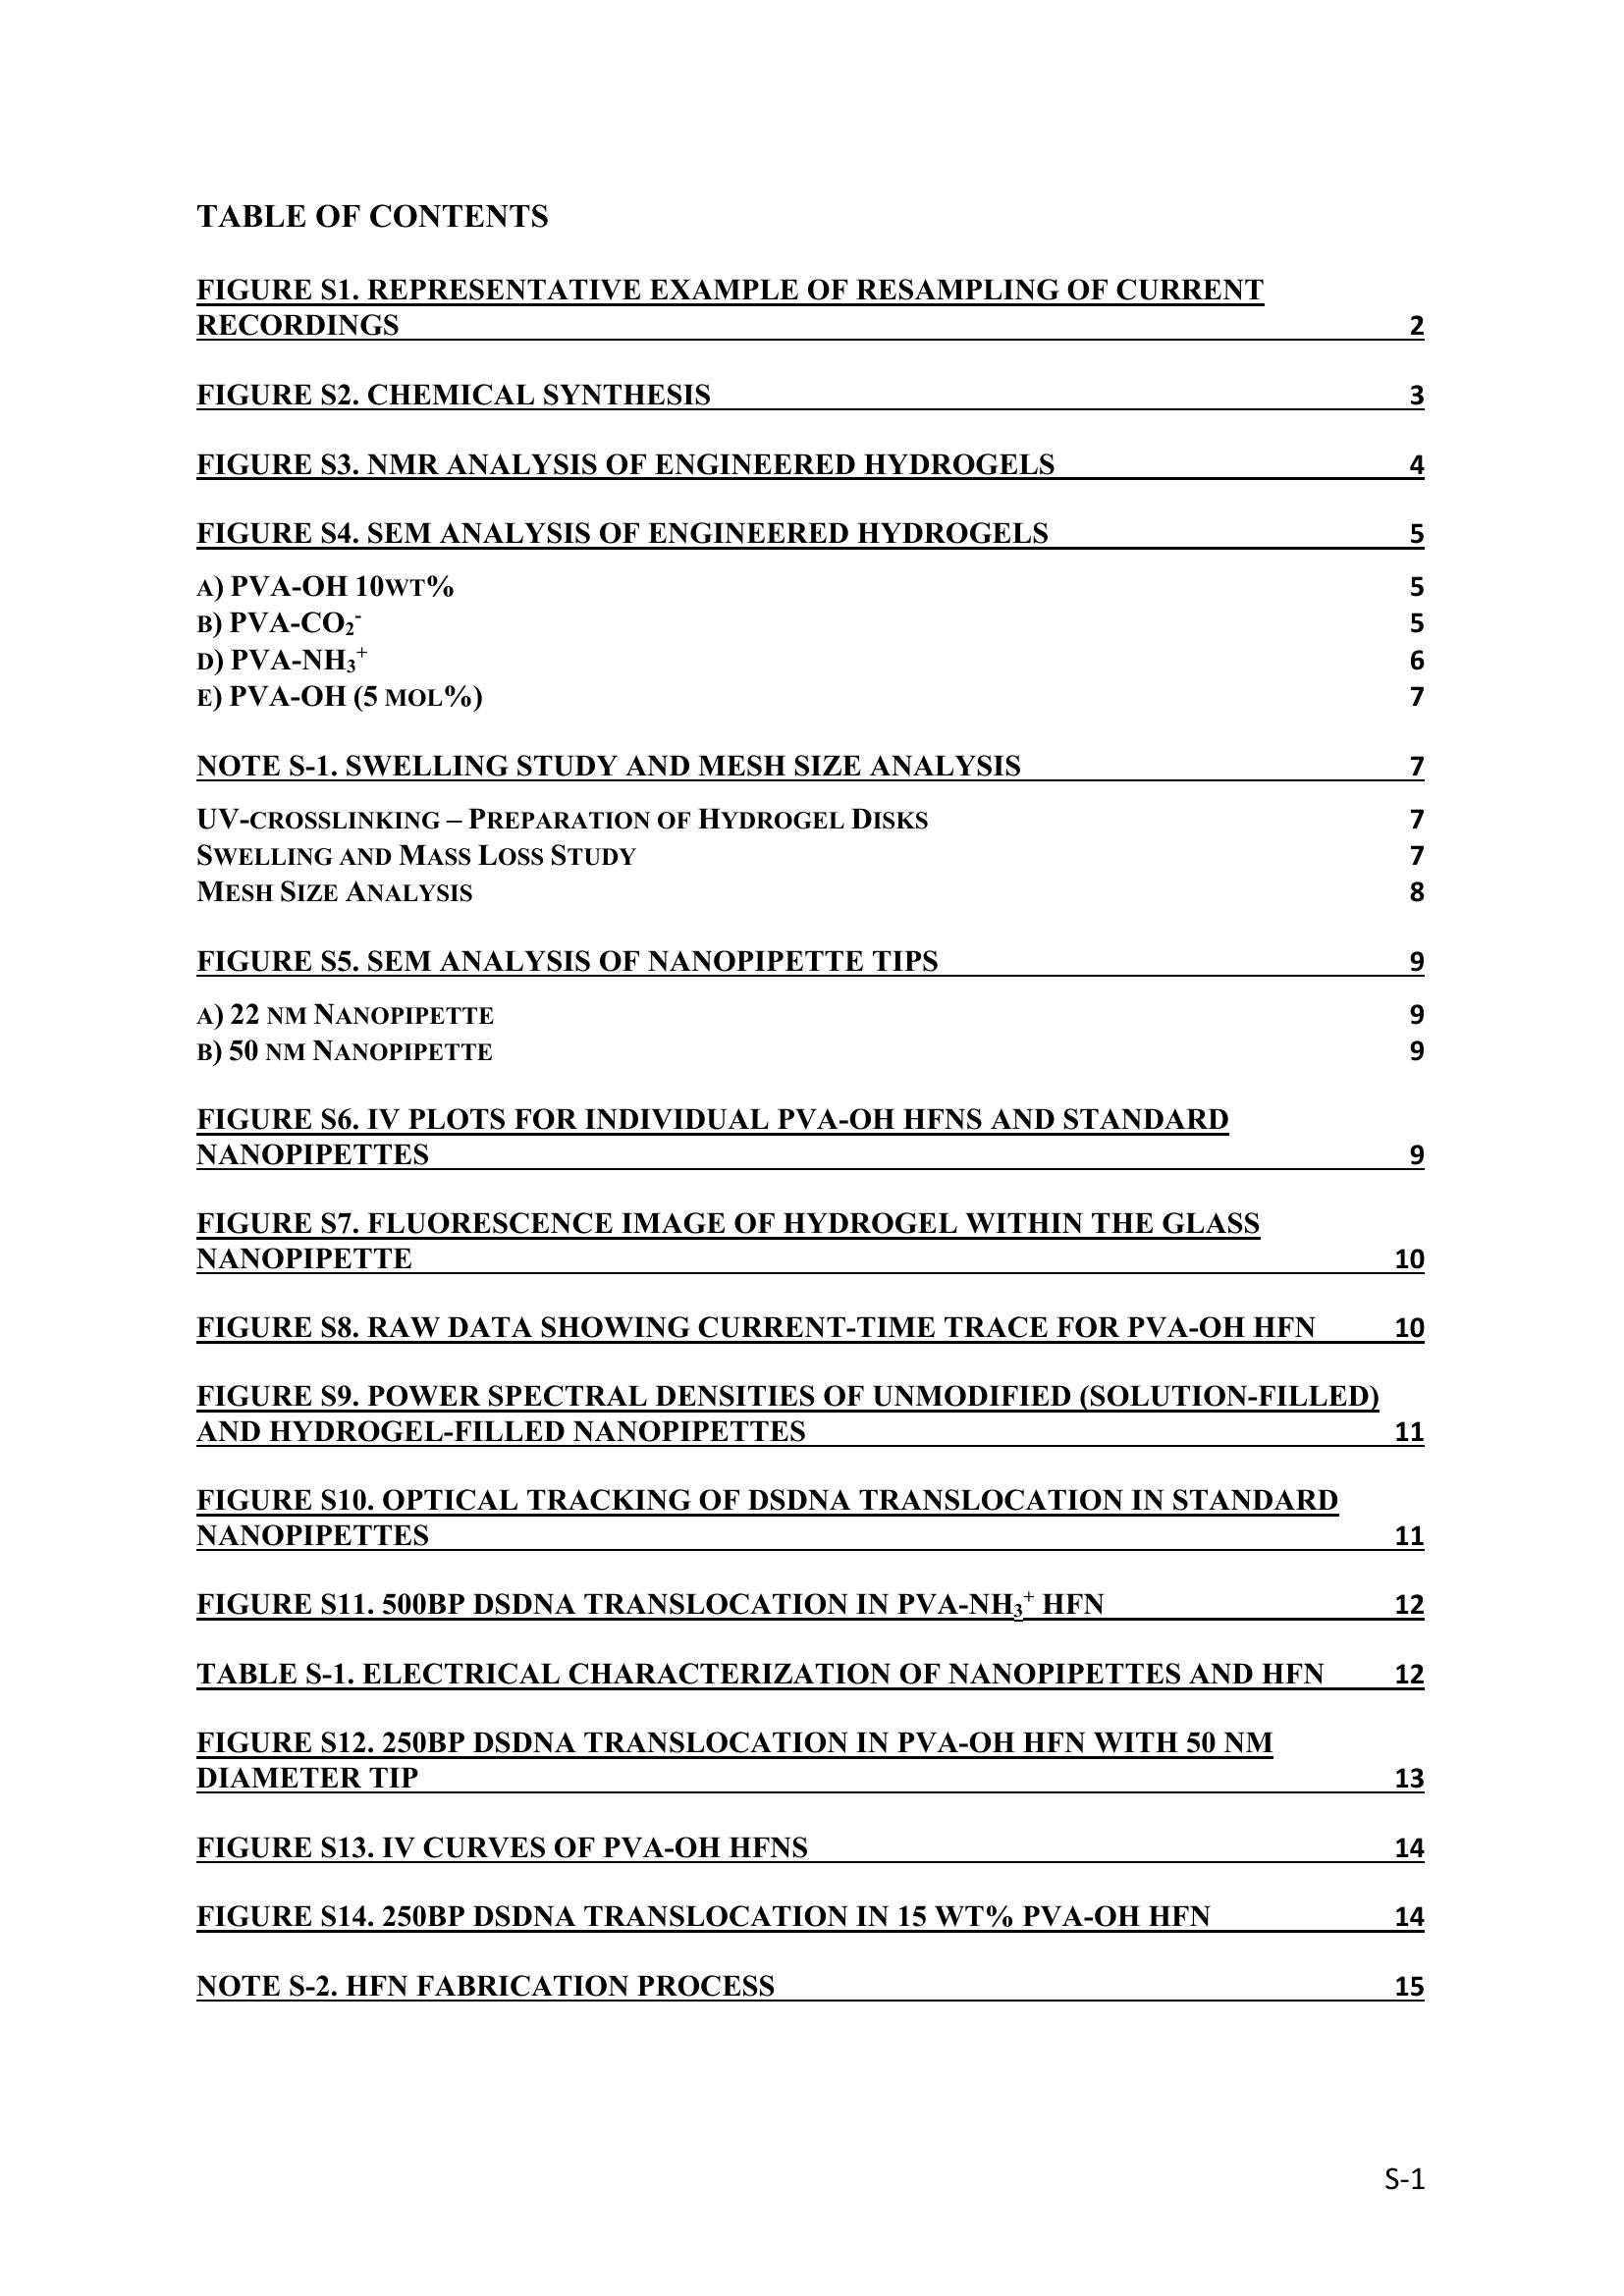 TABLE OF CONTENTS
FIGURE S1. REPRESENTATIVE EXAMPLE OF RESAMPLING OF CURRENT
RECORDINGS 2
FIGURE S2. CHEMICAL SYNTHESIS 3
FIGURE S3. NMR ANALYSIS OF ENGINEERED HYDROGELS 4
FIGURE S4. SEM ANALYSIS OF ENGINEERED HYDROGELS 5
A) PVA-OH 10WT% 5
B) PVA-CO₂⁻ 5
D) PVA-NH₃⁺ 6
E) PVA-OH (5 MOL%) 7
NOTE S-1. SWELLING STUDY AND MESH SIZE ANALYSIS 7
UV-CROSSLINKING – PREPARATION OF HYDROGEL DISKS 7
SWELLING AND MASS LOSS STUDY 7
MESH SIZE ANALYSIS 8
FIGURE S5. SEM ANALYSIS OF NANOPIPETTE TIPS 9
A) 22 NM NANOPIPETTE 9
B) 50 NM NANOPIPETTE 9
FIGURE S6. IV PLOTS FOR INDIVIDUAL PVA-OH HFNS AND STANDARD
NANOPIPETTES 9
FIGURE S7. FLUORESCENCE IMAGE OF HYDROGEL WITHIN THE GLASS
NANOPIPETTE 10
FIGURE S8. RAW DATA SHOWING CURRENT-TIME TRACE FOR PVA-OH HFN 10
FIGURE S9. POWER SPECTRAL DENSITIES OF UNMODIFIED (SOLUTION-FILLED)
AND HYDROGEL-FILLED NANOPIPETTES 11
FIGURE S10. OPTICAL TRACKING OF DSDNA TRANSLOCATION IN STANDARD
NANOPIPETTES 11
FIGURE S11. 500BP DSDNA TRANSLOCATION IN PVA-NH₃⁺ HFN 12
TABLE S-1. ELECTRICAL CHARACTERIZATION OF NANOPIPETTES AND HFN 12
FIGURE S12. 250BP DSDNA TRANSLOCATION IN PVA-OH HFN WITH 50 NM
DIAMETER TIP 13
FIGURE S13. IV CURVES OF PVA-OH HFNS 14
FIGURE S14. 250BP DSDNA TRANSLOCATION IN 15 WT% PVA-OH HFN 14
NOTE S-2. HFN FABRICATION PROCESS 15
S-1